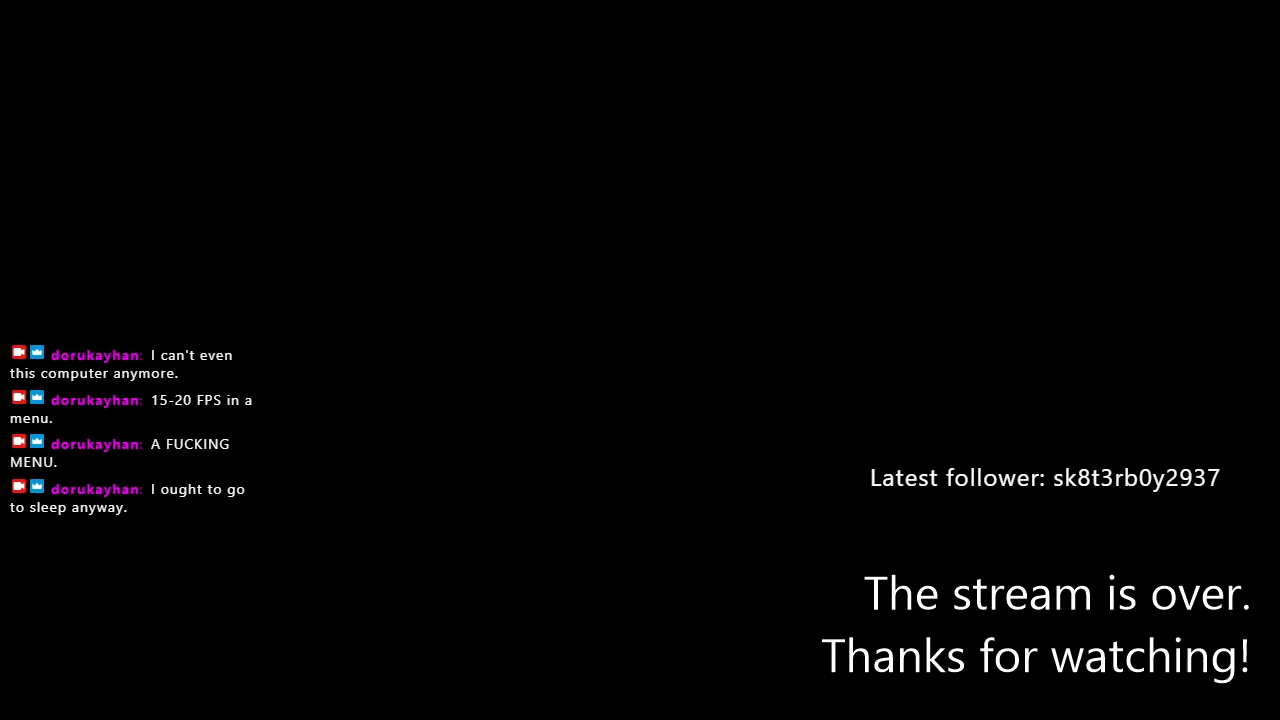 dorukayhan: I can't even
this computer anymore.
dorukayhan: 15-20 FPS in a
menu.
dorukayhan: A FUCKING
MENU.
dorukayhan: I ought to go
to sleep anyway.
Latest follower: sk8t3rb0y2937
The stream is over.
Thanks for watching!